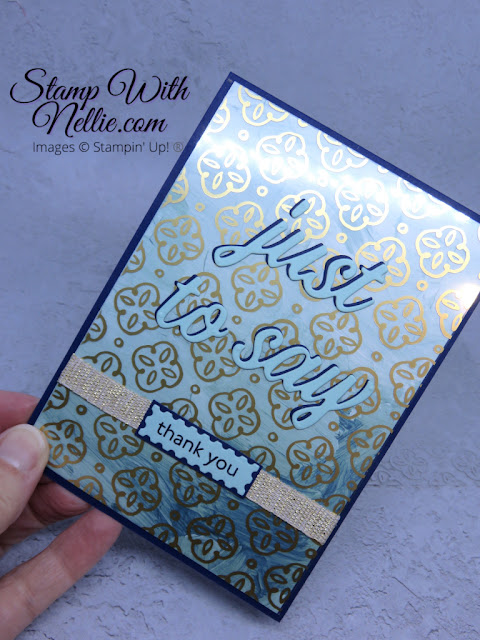 Stamp With
Nellie.com
Images © Stampin' Up! ®
just
to say
thank you